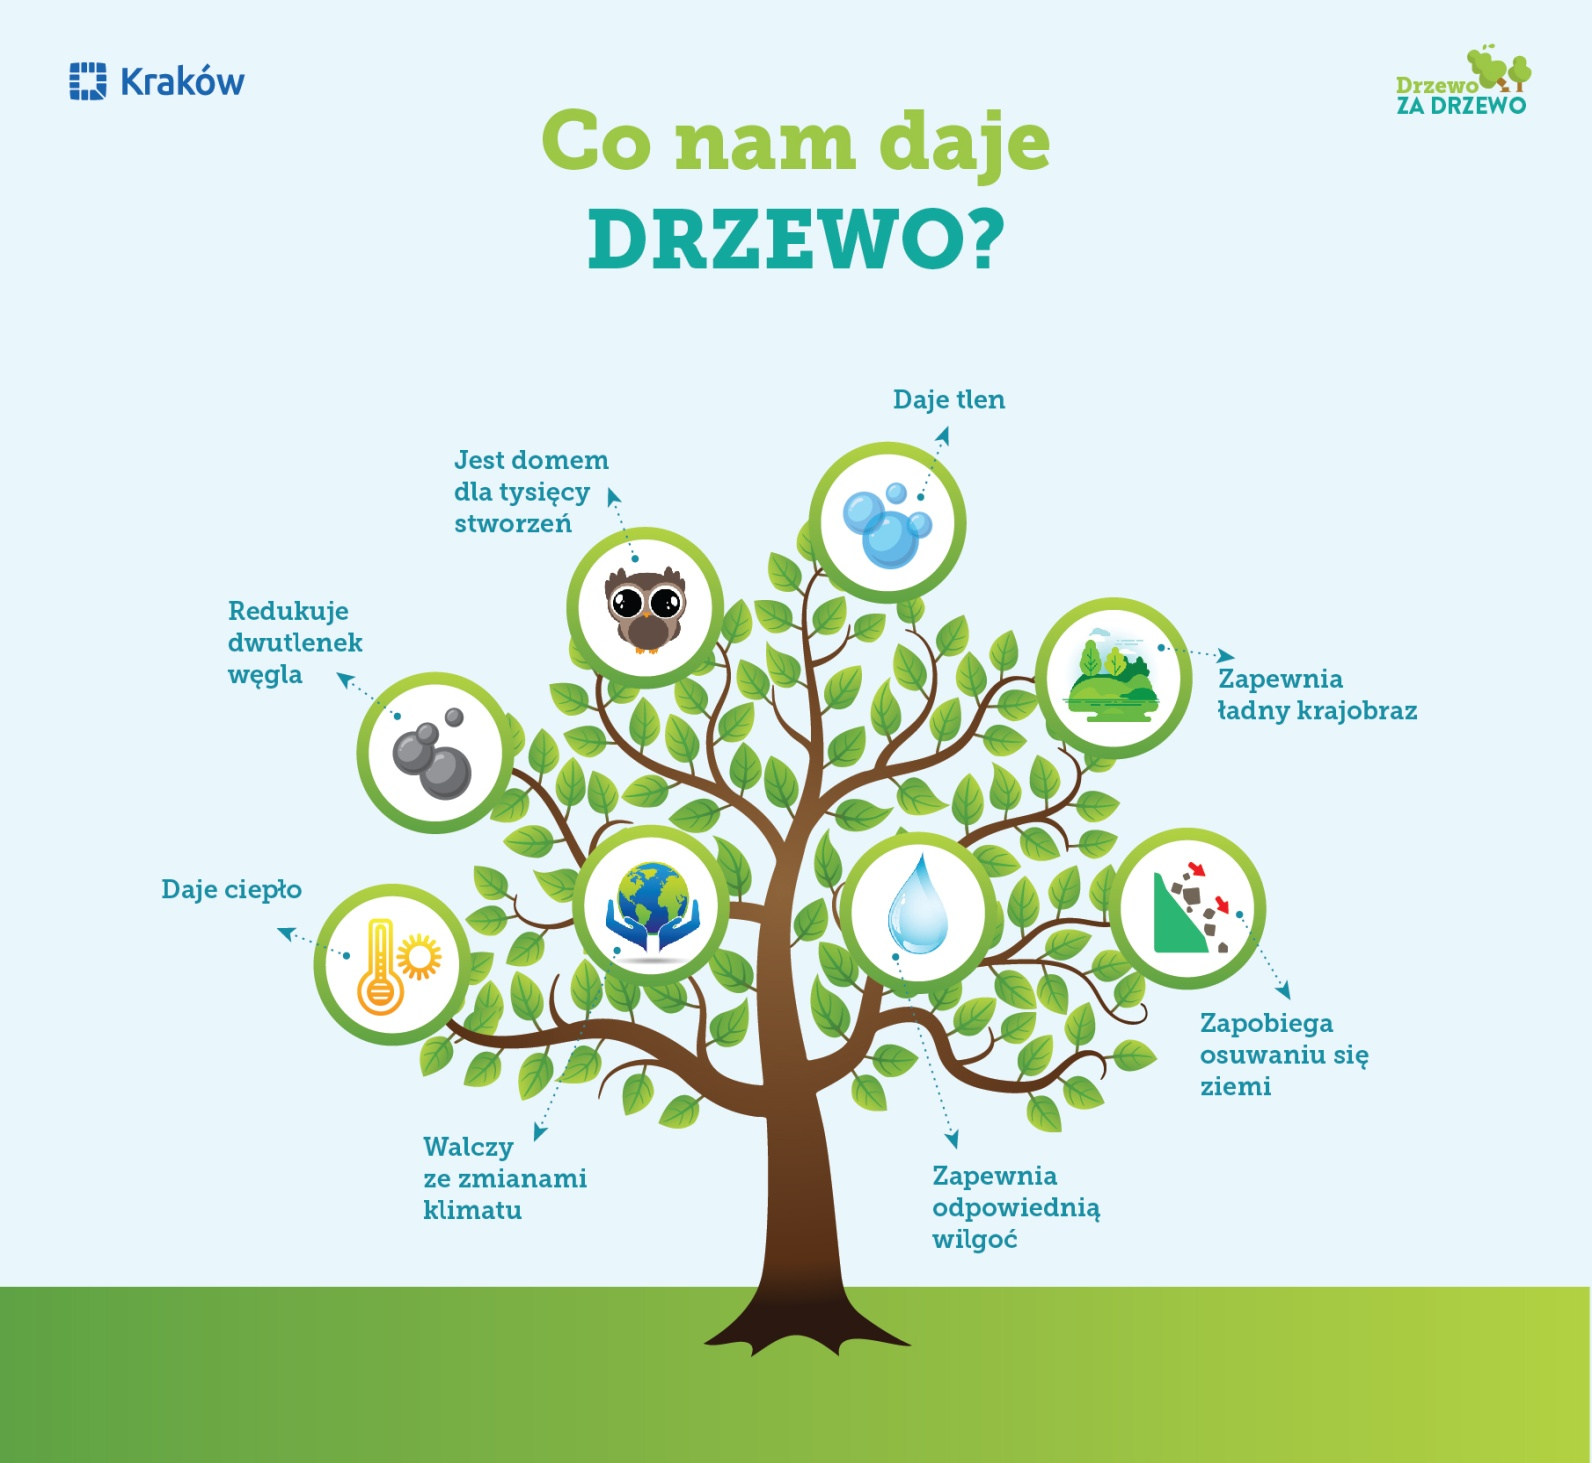 Kraków
Drzewo
ZA DRZEWO
Co nam daje
DRZEWO?
Daje tlen
Jest domem
dla tysięcy
stworzeń
Redukuje
dwutlenek
węgla
Zapewnia
ładny krajobraz
Daje ciepło
Zapobiega
osuwaniu się
ziemi
Walczy
ze zmianami
klimatu
Zapewnia
odpowiednią
wilgoć